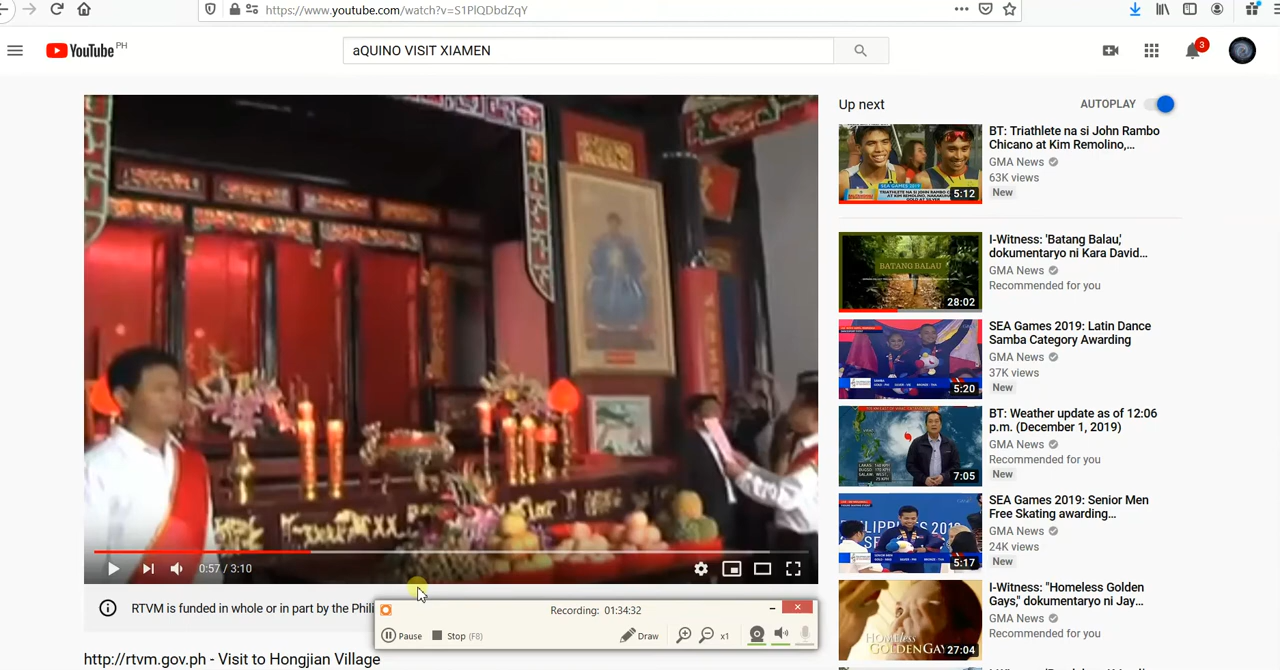 https://www.youtube.com/watch?v=S1PlQDbdZqY
YouTube PH
aQUINO VISIT XIAMEN
3
0:57 / 3:10
RTVM is funded in whole or in part by the Phili
Recording: 01:34:32
Pause
Stop (F8)
Draw
x1
http://rtvm.gov.ph - Visit to Hongjian Village
Up next
AUTOPLAY
5:12
BT: Triathlete na si John Rambo
Chicano at Kim Remolino,...
GMA News
63K views
New
BATANG BALAU
28:02
I-Witness: 'Batang Balau,'
dokumentaryo ni Kara David...
GMA News
Recommended for you
5:20
SEA Games 2019: Latin Dance
Samba Category Awarding
GMA News
37K views
New
7:05
BT: Weather update as of 12:06
p.m. (December 1, 2019)
GMA News
Recommended for you
New
5:17
SEA Games 2019: Senior Men
Free Skating awarding...
GMA News
24K views
New
HOMELESS
GOLDEN GAYS
27:04
I-Witness: "Homeless Golden
Gays," dokumentaryo ni Jay...
GMA News
Recommended for you